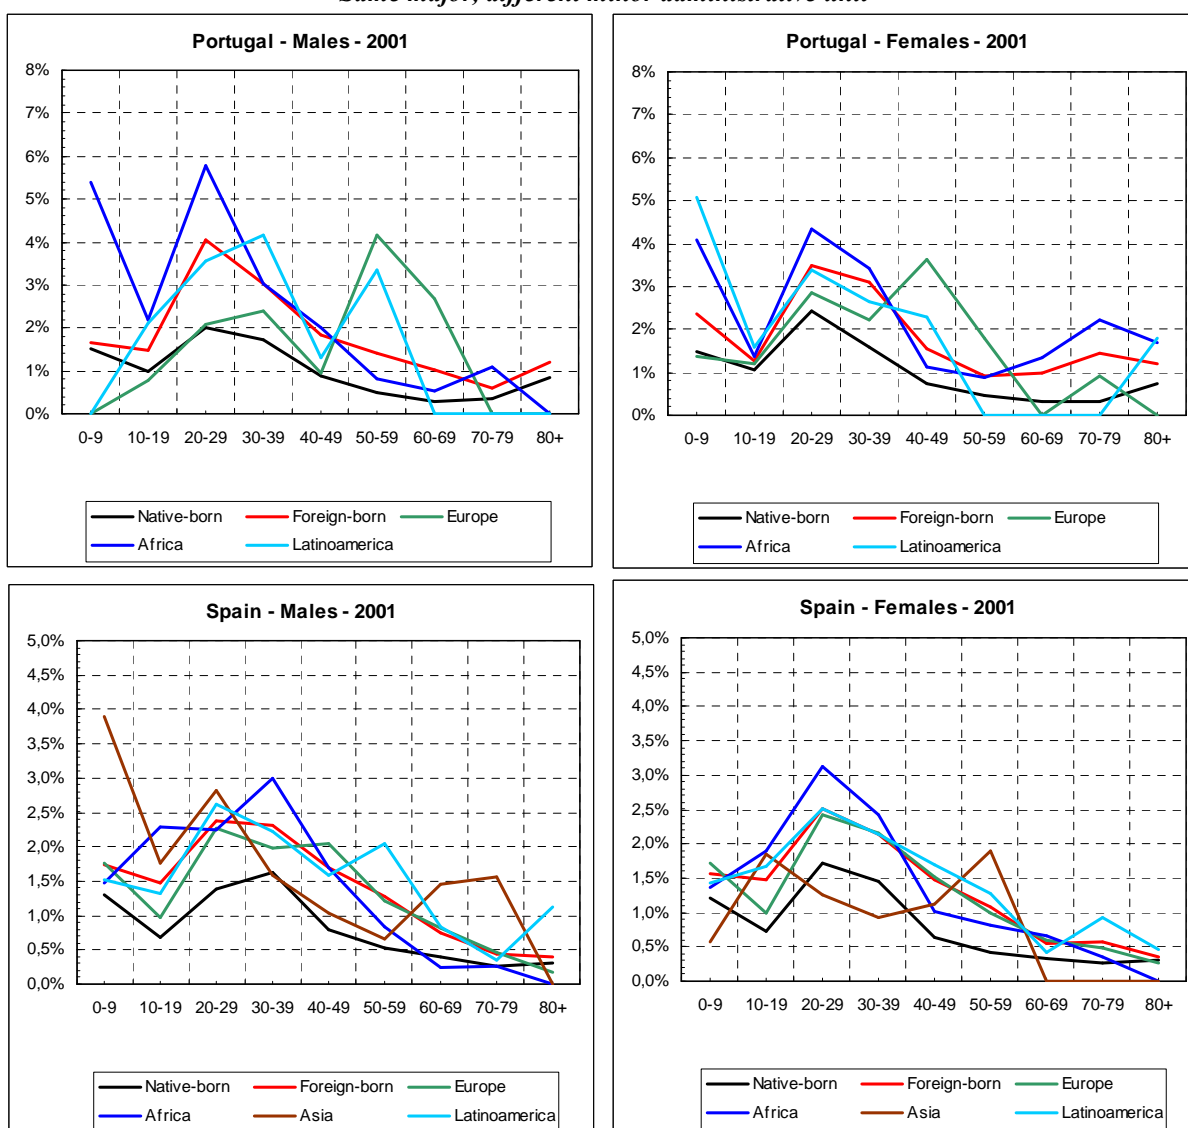 Same major, different minor administrative unit
Portugal - Males - 2001
8%
7%
6%
5%
4%
3%
2%
1%
0%
0-9 10-19 20-29 30-39 40-49 50-59 60-69 70-79 80+
Native-born Foreign-born Europe
Africa Latinoamerica
Portugal - Females - 2001
8%
7%
6%
5%
4%
3%
2%
1%
0%
0-9 10-19 20-29 30-39 40-49 50-59 60-69 70-79 80+
Native-born Foreign-born Europe
Africa Latinoamerica
Spain - Males - 2001
5,0%
4,5%
4,0%
3,5%
3,0%
2,5%
2,0%
1,5%
1,0%
0,5%
0,0%
0-9 10-19 20-29 30-39 40-49 50-59 60-69 70-79 80+
Native-born Foreign-born Europe
Africa Asia Latinoamerica
Spain - Females - 2001
5,0%
4,5%
4,0%
3,5%
3,0%
2,5%
2,0%
1,5%
1,0%
0,5%
0,0%
0-9 10-19 20-29 30-39 40-49 50-59 60-69 70-79 80+
Native-born Foreign-born Europe
Africa Asia Latinoamerica